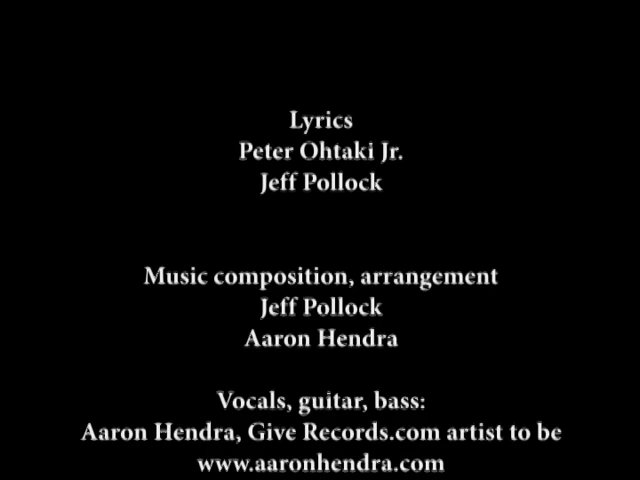 Lyrics
Peter Ohtaki Jr.
Jeff Pollock
Music composition, arrangement
Jeff Pollock
Aaron Hendra
Vocals, guitar, bass:
Aaron Hendra, Give Records.com artist to be
www.aaronhendra.com